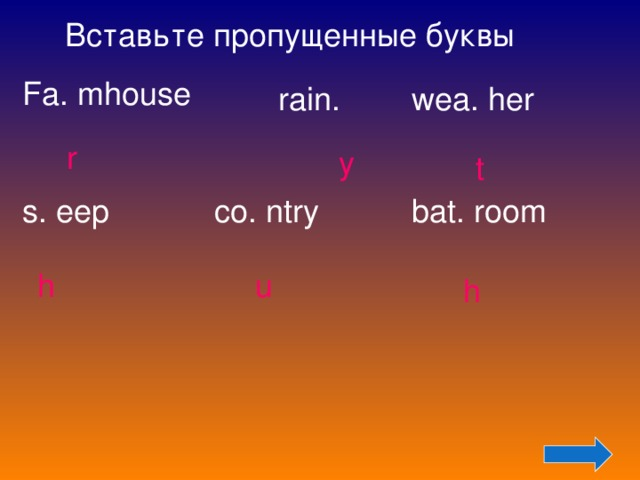 Вставьте пропущенные буквы
Fa. mhouse rain. wea. her
r y t
s. eep co. ntry bat. room
h u h